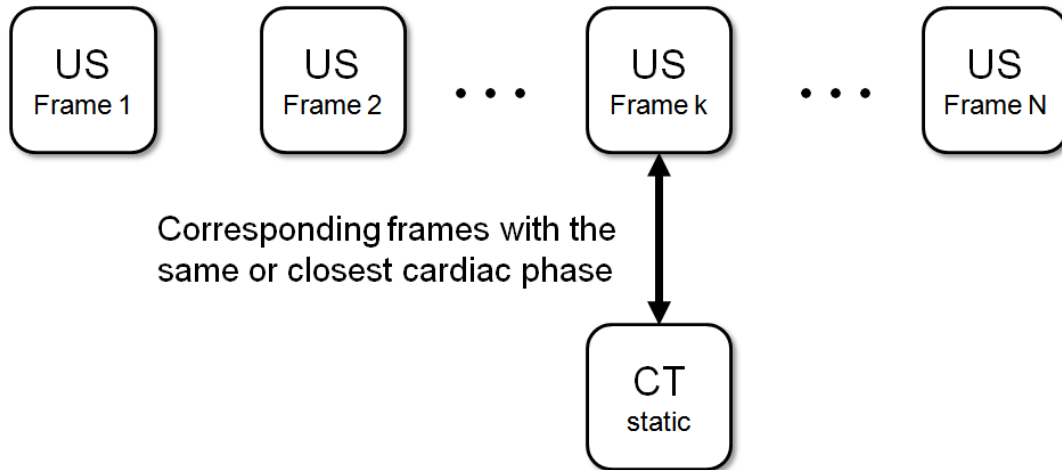 US
Frame 1
US
Frame 2
...
US
Frame k
...
US
Frame N
Corresponding frames with the
same or closest cardiac phase
CT
static